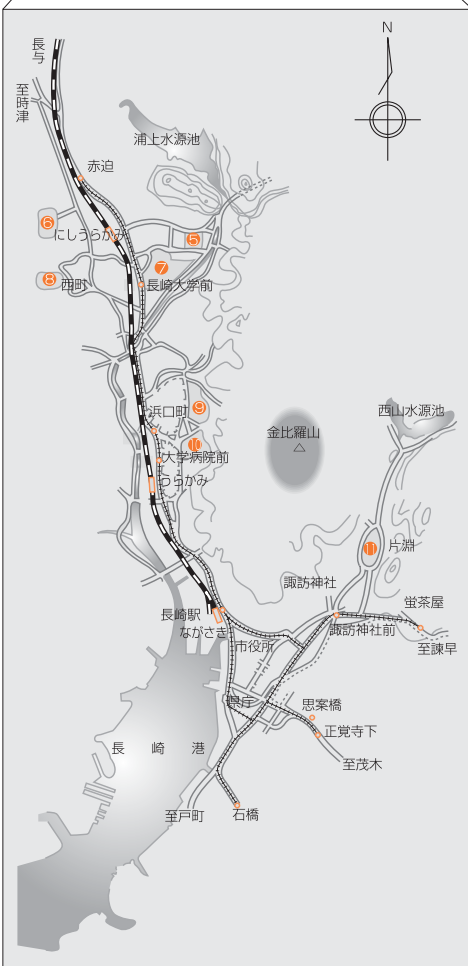 N
長与
至時津
浦上水源池
赤迫
⑥
にしうらかみ
⑤
⑦
⑧
西町
長崎大学前
浜口町
⑨
⑩
大学病院前
うらかみ
金比羅山
西山水源池
⑪
片淵
諏訪神社
蛍茶屋
長崎駅
ながさき
諏訪神社前
市役所
至諫早
県庁
思案橋
正覚寺下
長崎港
至茂木
至戸町
石橋